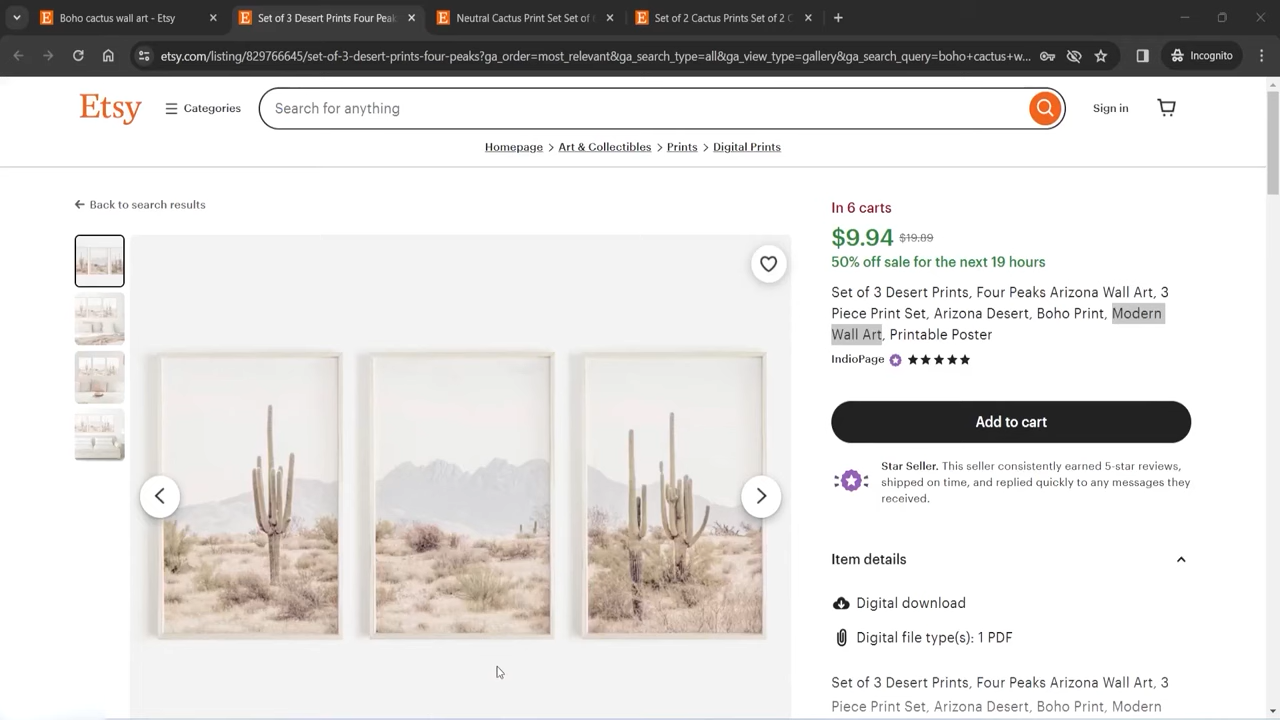 Boho cactus wall art - Etsy
Set of 3 Desert Prints Four Peak
Neutral Cactus Print Set Set of
Set of 2 Cactus Prints Set of 2 C
etsy.com/listing/829766645/set-of-3-desert-prints-four-peaks?ga_order=most_relevant&ga_search_type=all&ga_view_type=gallery&ga_search_query=boho+cactus+w...
Incognito
Etsy
Categories
Search for anything
Sign in
Homepage
Art & Collectibles
Prints
Digital Prints
Back to search results
In 6 carts
$9.94 $19.89
50% off sale for the next 19 hours
Set of 3 Desert Prints, Four Peaks Arizona Wall Art, 3
Piece Print Set, Arizona Desert, Boho Print, Modern
Wall Art, Printable Poster
IndioPage
Add to cart
Star Seller. This seller consistently earned 5-star reviews,
shipped on time, and replied quickly to any messages they
received.
Item details
Digital download
Digital file type(s): 1 PDF
Set of 3 Desert Prints, Four Peaks Arizona Wall Art, 3
Piece Print Set, Arizona Desert, Boho Print, Modern